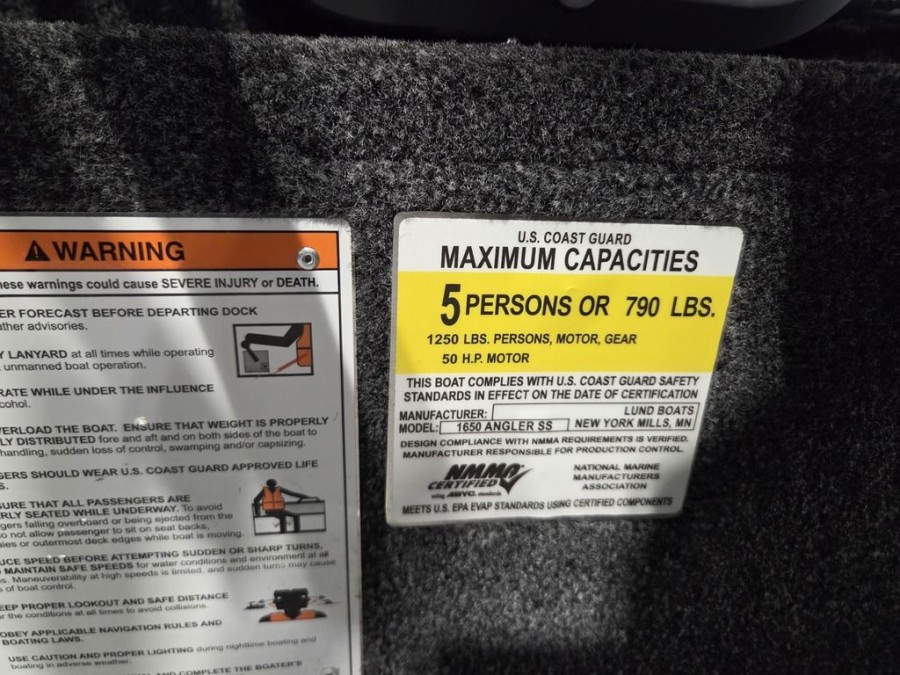 WARNING
hese warnings could cause SEVERE INJURY or DEATH.
ER FORECAST BEFORE DEPARTING DOCK
ather advisories.
Y LANYARD at all times while operating
unmanned boat operation.
RATE WHILE UNDER THE INFLUENCE
cohol.
VERLOAD THE BOAT. ENSURE THAT WEIGHT IS PROPERLY
LY DISTRIBUTED fore and aft and on both sides of the boat to
handling, sudden loss of control, swamping and/or capsizing.
GERS SHOULD WEAR U.S. COAST GUARD APPROVED LIFE
S.
SURE THAT ALL PASSENGERS ARE
RLY SEATED WHILE UNDERWAY. To avoid
gers falling overboard or being ejected from the
o not allow passenger to sit on seat backs,
ales or outermost deck edges while boat is moving.
UCE SPEED BEFORE ATTEMPTING SUDDEN OR SHARP TURNS.
MAINTAIN SAFE SPEEDS for water conditions and environment at all
s. Maneuverability at high speeds is limited, and sudden turns may cause
s of boat control.
EEP PROPER LOOKOUT AND SAFE DISTANCE
or the conditions at all times to avoid collisions.
OBEY APPLICABLE NAVIGATION RULES AND
BOATING LAWS.
USE CAUTION AND PROPER LIGHTING during nighttime boating and
boating in adverse weather.
AND COMPLETE THE BOATER'S
U.S. COAST GUARD
MAXIMUM CAPACITIES
5 PERSONS OR 790 LBS.
1250 LBS. PERSONS, MOTOR, GEAR
50 H.P. MOTOR
THIS BOAT COMPLIES WITH U.S. COAST GUARD SAFETY
STANDARDS IN EFFECT ON THE DATE OF CERTIFICATION
MANUFACTURER: LUND BOATS
MODEL: 1650 ANGLER SS NEW YORK MILLS, MN
DESIGN COMPLIANCE WITH NMMA REQUIREMENTS IS VERIFIED.
MANUFACTURER RESPONSIBLE FOR PRODUCTION CONTROL.
NMMA
CERTIFIED
using ABYC standards
NATIONAL MARINE
MANUFACTURERS
ASSOCIATION
MEETS U.S. EPA EVAP STANDARDS USING CERTIFIED COMPONENTS